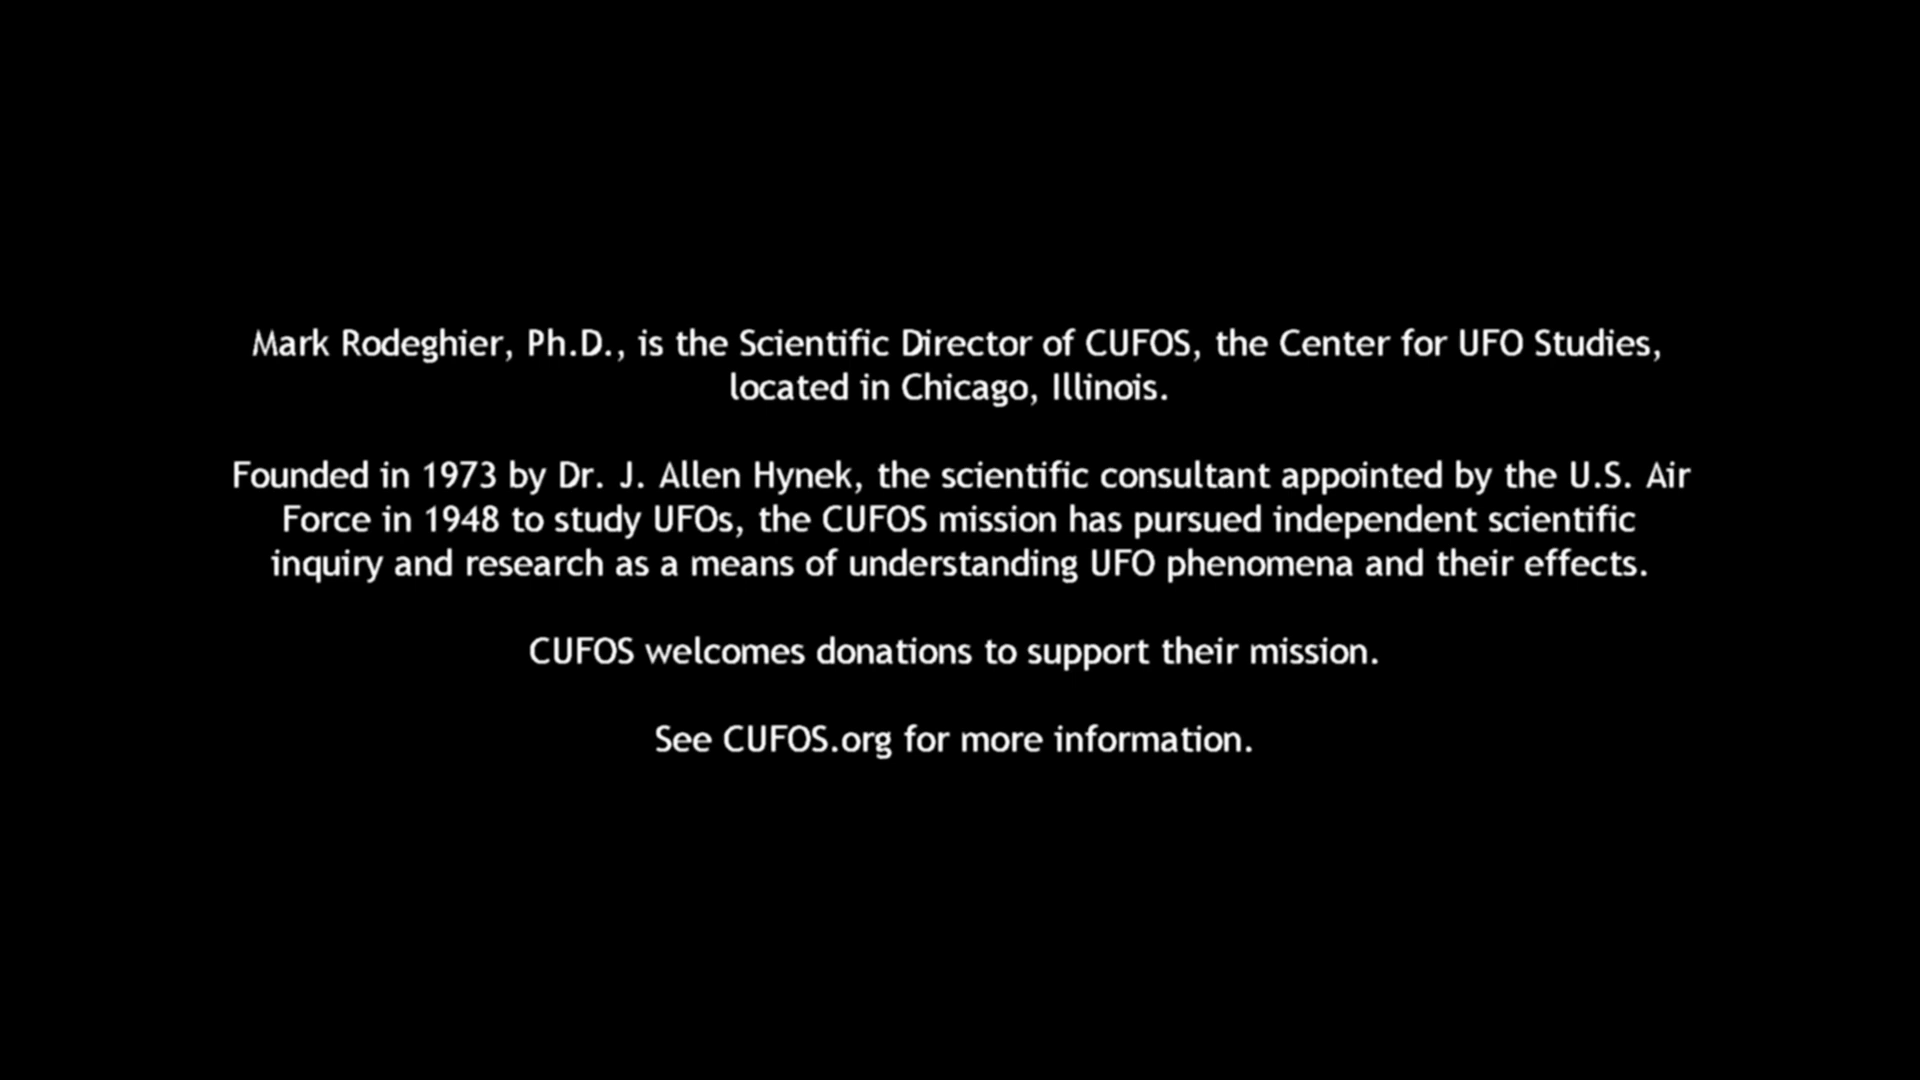 Mark Rodeghier, Ph.D., is the Scientific Director of CUFOS, the Center for UFO Studies,
located in Chicago, Illinois.
Founded in 1973 by Dr. J. Allen Hynek, the scientific consultant appointed by the U.S. Air
Force in 1948 to study UFOs, the CUFOS mission has pursued independent scientific
inquiry and research as a means of understanding UFO phenomena and their effects.
CUFOS welcomes donations to support their mission.
See CUFOS.org for more information.